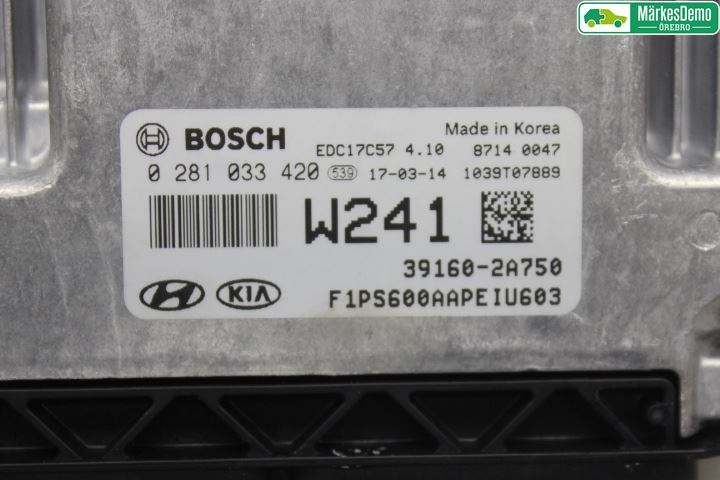 MärkesDemo
ÖREBRO
BOSCH
EDC17C57 4.10
Made in Korea
8714 0047
0 281 033 420 539 17-03-14 1039T07889
W241
39160-2A750
KIA
F1PS600AAPEIU603